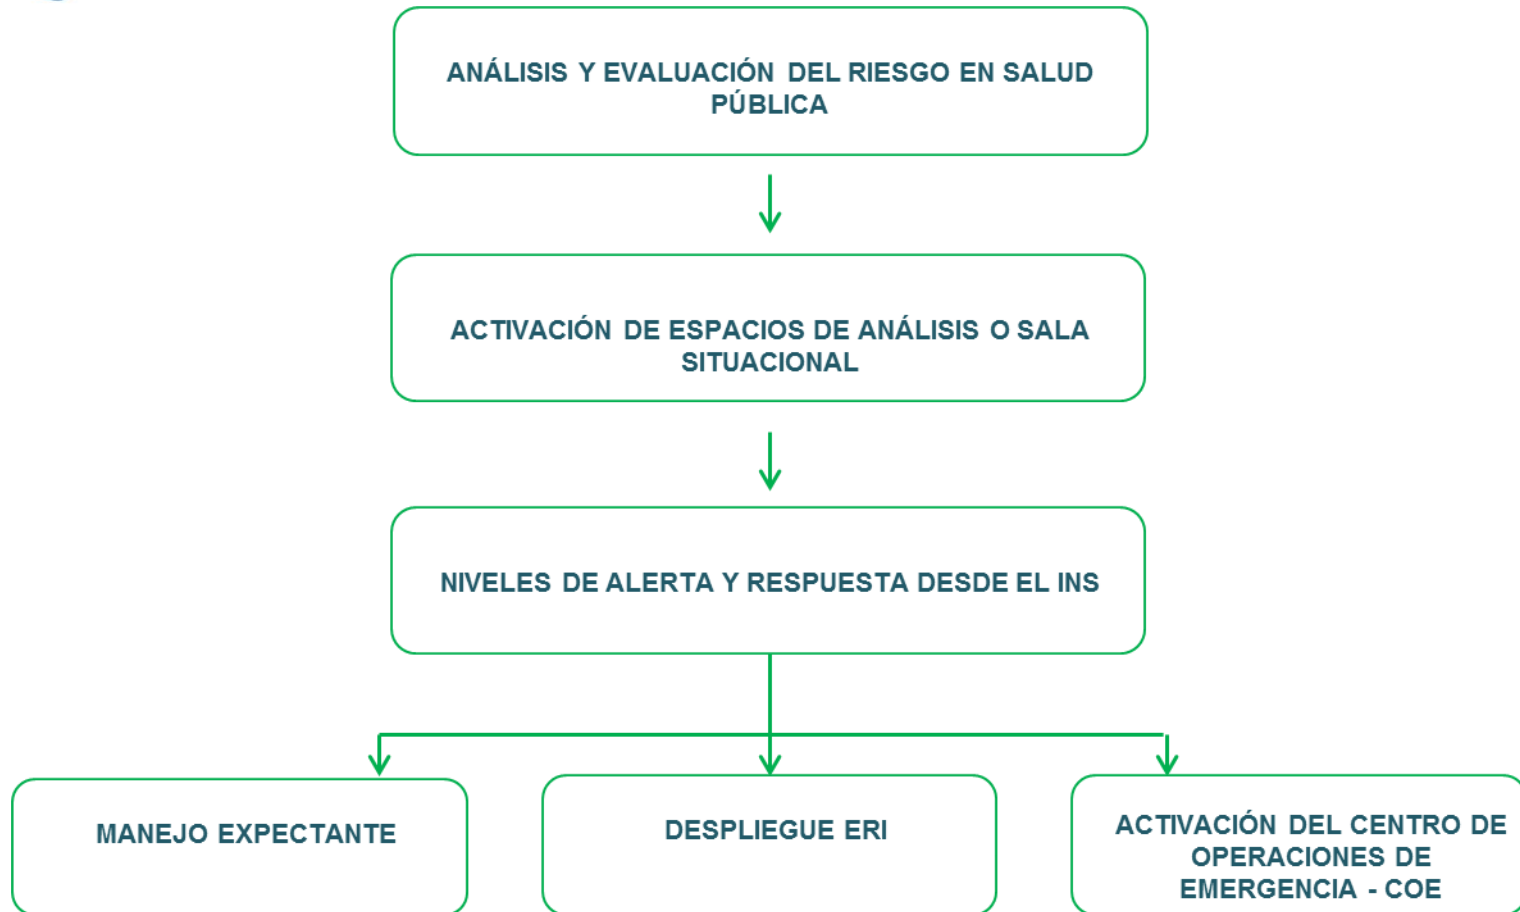 ANÁLISIS Y EVALUACIÓN DEL RIESGO EN SALUD
PÚBLICA
ACTIVACIÓN DE ESPACIOS DE ANÁLISIS O SALA
SITUACIONAL
NIVELES DE ALERTA Y RESPUESTA DESDE EL INS
MANEJO EXPECTANTE
DESPLIEGUE ERI
ACTIVACIÓN DEL CENTRO DE
OPERACIONES DE
EMERGENCIA - COE